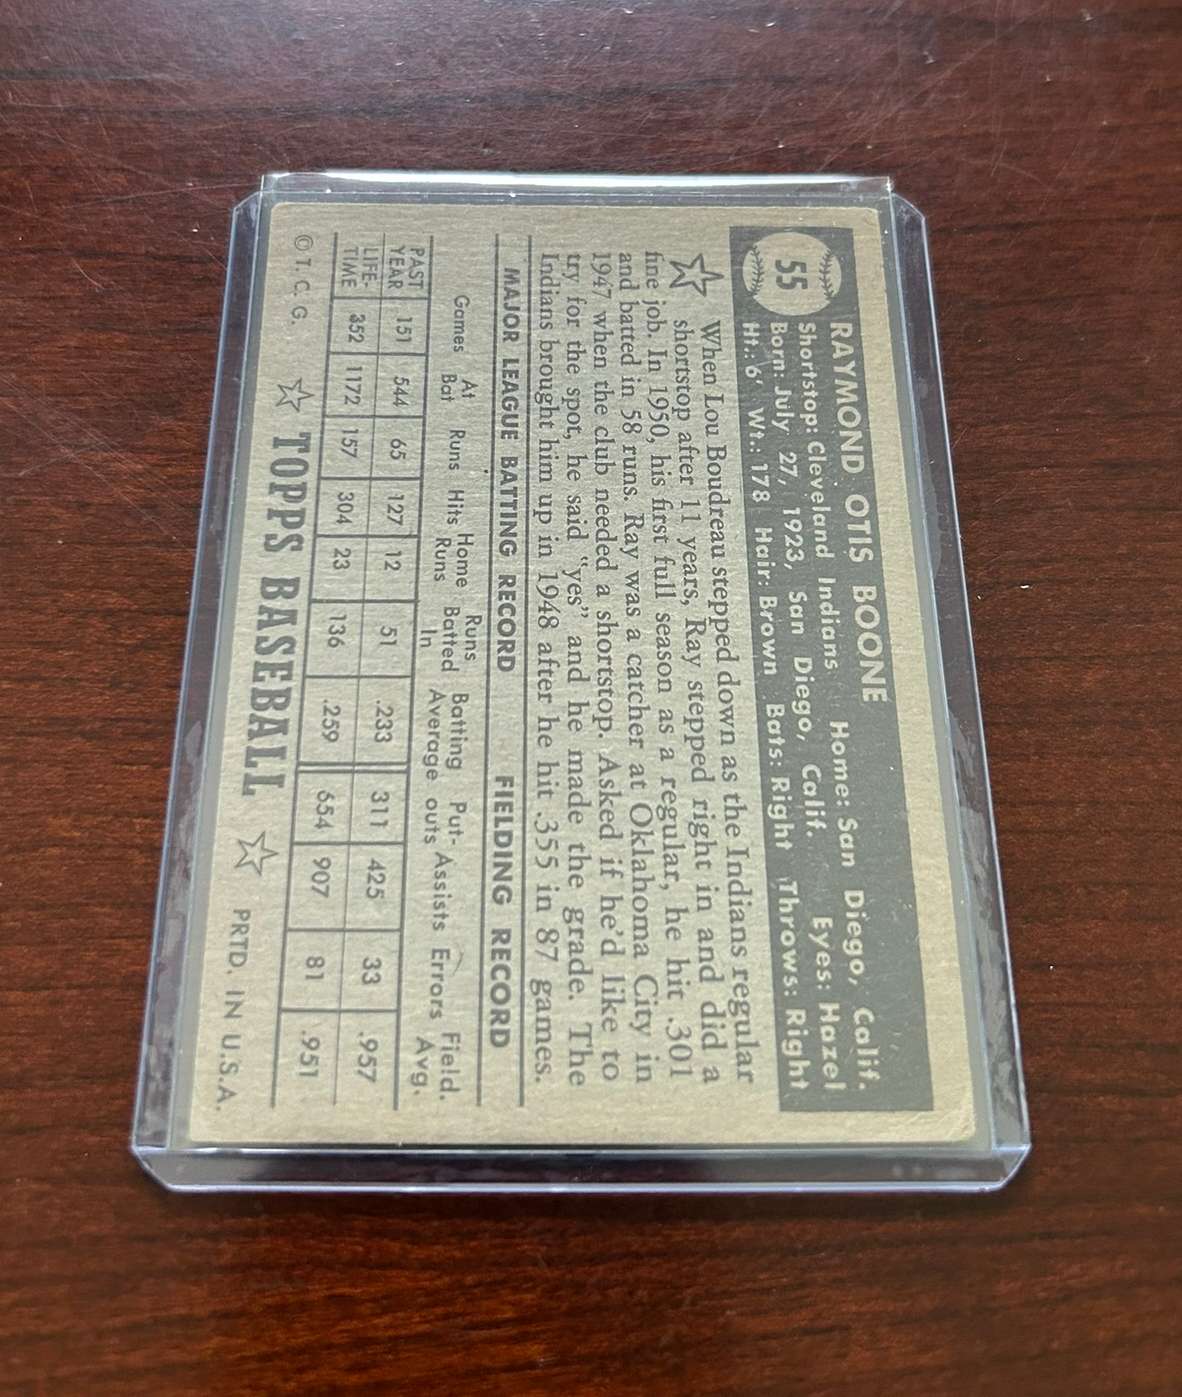 55
RAYMOND OTIS BOONE
Shortstop: Cleveland Indians Home: San Diego, Calif.
Born: July 27, 1923, San Diego, Calif. Eyes: Hazel
Ht.: 6' Wt.: 178 Hair: Brown Bats: Right Throws: Right
When Lou Boudreau stepped down as the Indians regular
shortstop after 11 years, Ray stepped right in and did a
fine job. In 1950, his first full season as a regular, he hit .301
and batted in 58 runs. Ray was a catcher at Oklahoma City in
1947 when the club needed a shortstop. Asked if he'd like to
try for the spot, he said "yes" and he made the grade. The
Indians brought him up in 1948 after he hit .355 in 87 games.
MAJOR LEAGUE BATTING RECORD FIELDING RECORD
Games At Bat Runs Hits Home Runs Runs Batted In Batting Average Put-outs Assists Errors Field. Avg.
PAST YEAR 151 544 65 127 12 51 .233 311 425 33 .957
LIFE-TIME 352 1172 157 304 23 136 .259 654 907 81 .951
© T. C. G. TOPPS BASEBALL PRTD. IN U.S.A.